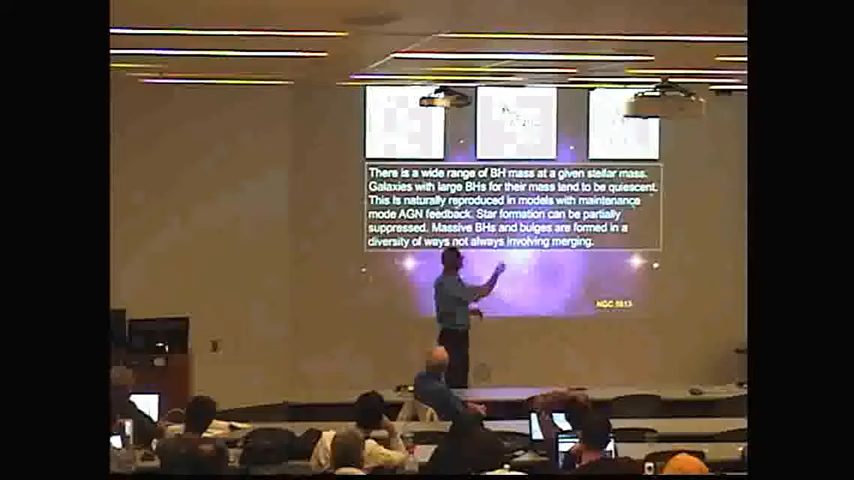 There is a wide range of BH mass at a given stellar mass.
Galaxies with large BHs for their mass tend to be quiescent.
This is naturally reproduced in models with maintenance
mode AGN feedback. Star formation can be partially
suppressed. Massive BHs and bulges are formed in a
diversity of ways not always involving merging.
NGC 5813